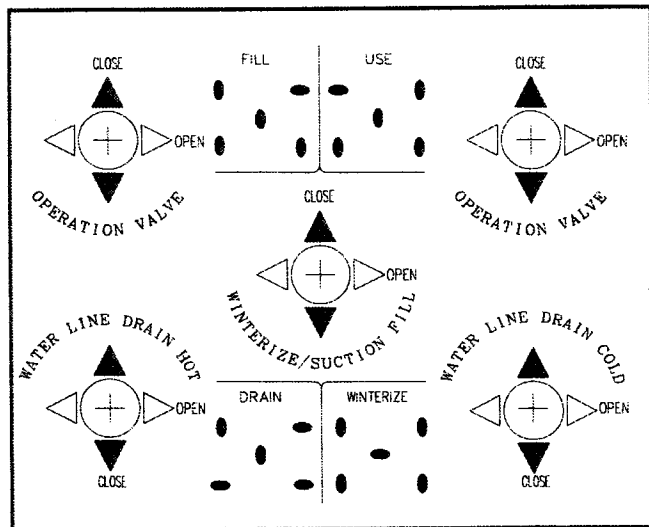 CLOSE
FILL
USE
CLOSE
OPEN
OPEN
OPERATION VALVE
OPERATION VALVE
CLOSE
OPEN
WINTERIZE/SUCTION FILL
WATER LINE DRAIN HOT
WATER LINE DRAIN COLD
DRAIN
WINTERIZE
OPEN
OPEN
CLOSE
CLOSE